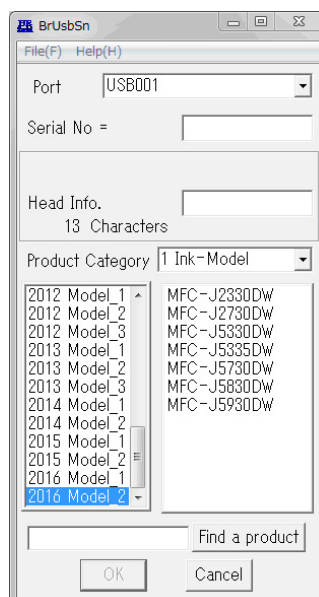 BrUsbSn
File(F) Help(H)
Port USB001
Serial No =
Head Info.
13 Characters
Product Category 1 Ink-Model
2012 Model_1
2012 Model_2
2012 Model_3
2013 Model_1
2013 Model_2
2013 Model_3
2014 Model_1
2014 Model_2
2015 Model_1
2015 Model_2
2016 Model_1
2016 Model_2
MFC-J2330DW
MFC-J2730DW
MFC-J5330DW
MFC-J5335DW
MFC-J5730DW
MFC-J5830DW
MFC-J5930DW
Find a product
OK Cancel